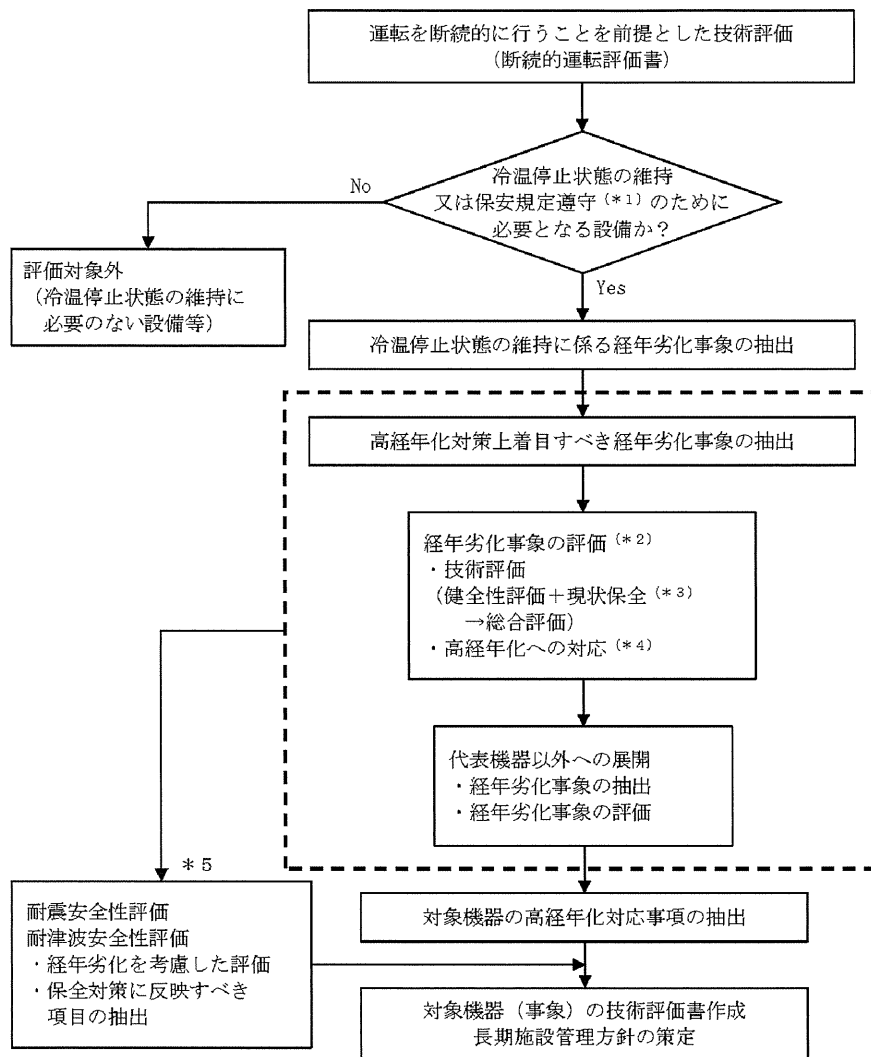 運転を断続的に行うことを前提とした技術評価
(断続的運転評価書)
冷温停止状態の維持
又は保安規定遵守(*1)のために
必要となる設備か?
No
Yes
評価対象外
(冷温停止状態の維持に
必要のない設備等)
冷温停止状態の維持に係る経年劣化事象の抽出
高経年化対策上着目すべき経年劣化事象の抽出
経年劣化事象の評価(*2)
・技術評価
(健全性評価+現状保全(*3)
→総合評価)
・高経年化への対応(*4)
代表機器以外への展開
・経年劣化事象の抽出
・経年劣化事象の評価
*5
耐震安全性評価
耐津波安全性評価
・経年劣化を考慮した評価
・保全対策に反映すべき
項目の抽出
対象機器の高経年化対応事項の抽出
対象機器(事象)の技術評価書作成
長期施設管理方針の策定